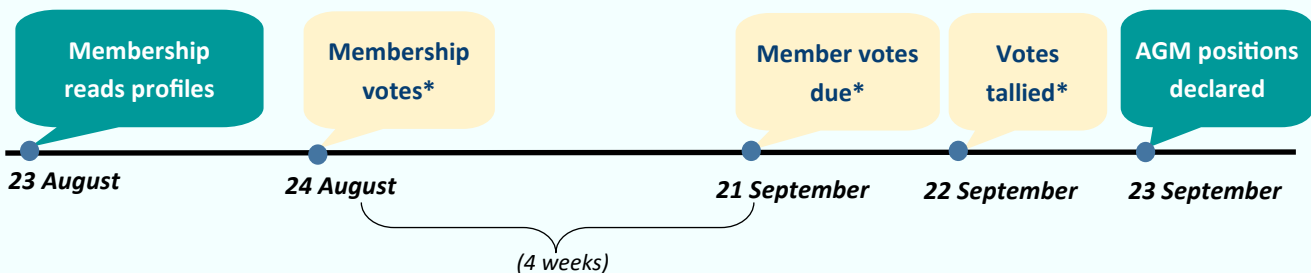 Membership
reads profiles
Membership
votes*
Member votes
due*
Votes
tallied*
AGM positions
declared
23 August
24 August
21 September
22 September
23 September
(4 weeks)